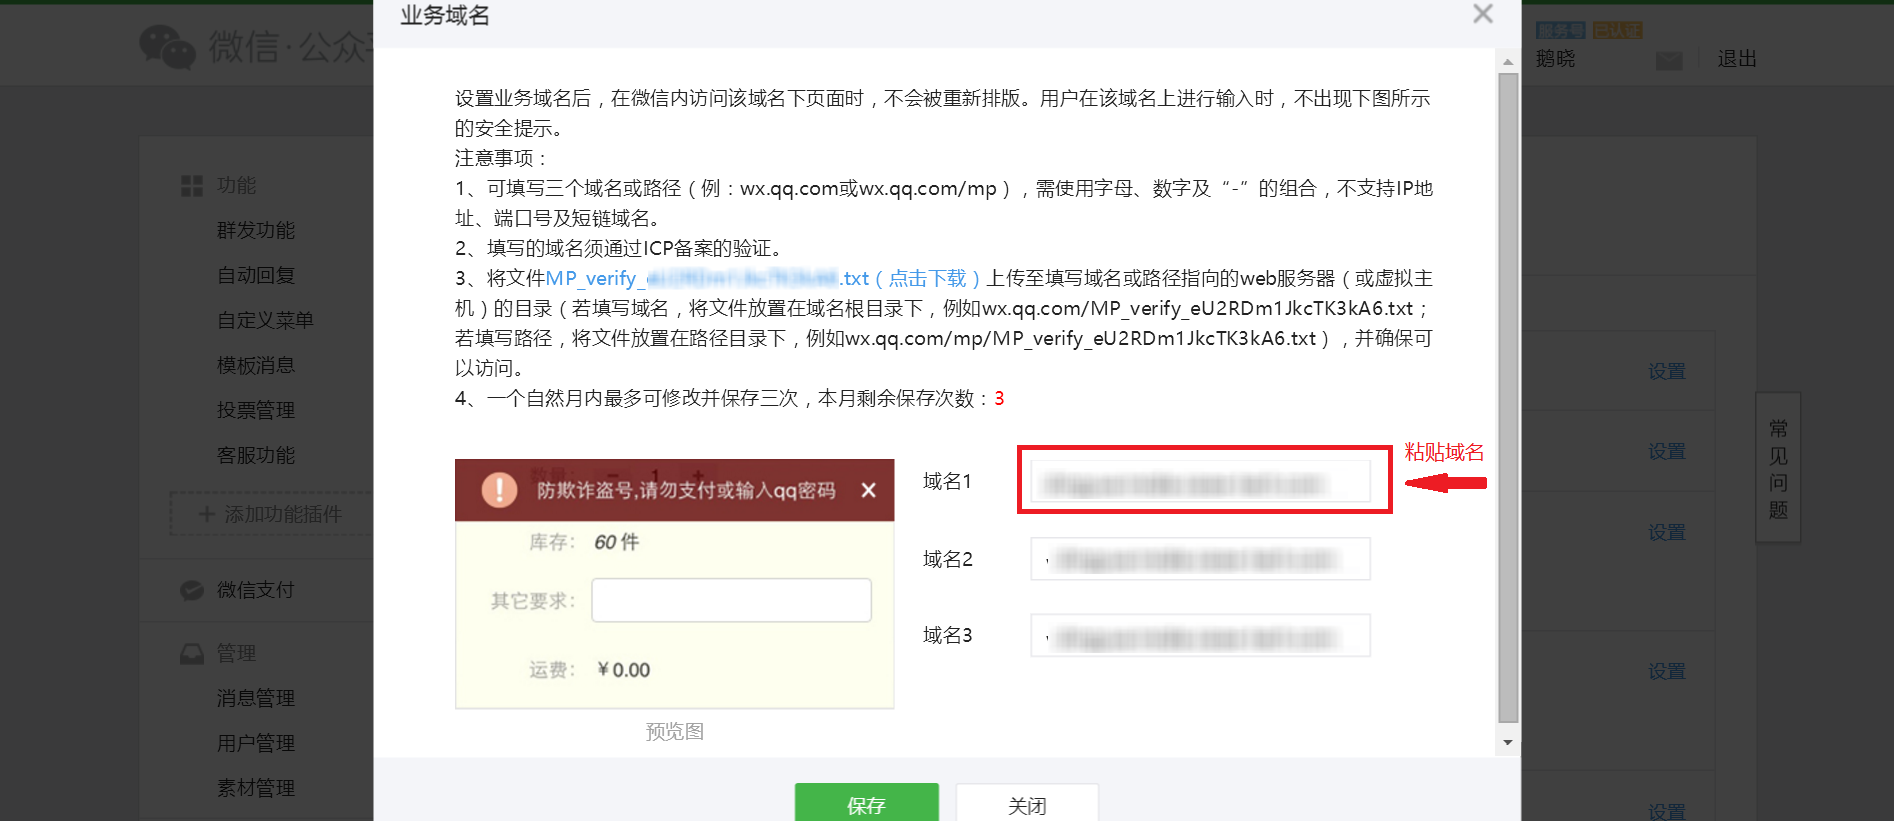 业务域名
微信·公众
服务号 已认证
鹅晓
退出
功能
群发功能
自动回复
自定义菜单
模板消息
投票管理
客服功能
添加功能插件
微信支付
管理
消息管理
用户管理
素材管理
设置业务域名后，在微信内访问该域名下页面时，不会被重新排版。用户在该域名上进行输入时，不出现下图所示
的安全提示。
注意事项：
1、可填写三个域名或路径（例：wx.qq.com或wx.qq.com/mp），需使用字母、数字及“-”的组合，不支持IP地
址、端口号及短链域名。
2、填写的域名须通过ICP备案的验证。
3、将文件MP_verify_ .txt（点击下载）上传至填写域名或路径指向的web服务器（或虚拟主
机）的目录（若填写域名，将文件放置在域名根目录下，例如wx.qq.com/MP_verify_eU2RDm1JkcTK3kA6.txt；
若填写路径，将文件放置在路径目录下，例如wx.qq.com/mp/MP_verify_eU2RDm1JkcTK3kA6.txt），并确保可
以访问。
4、一个自然月内最多可修改并保存三次，本月剩余保存次数：3
数量： － 1 +
防欺诈盗号,请勿支付或输入qq密码
库存： 60 件
其它要求：
运费： ￥0.00
预览图
域名1
粘贴域名
域名2
域名3
保存
关闭
设置
设置
设置
设置
设置
常见问题